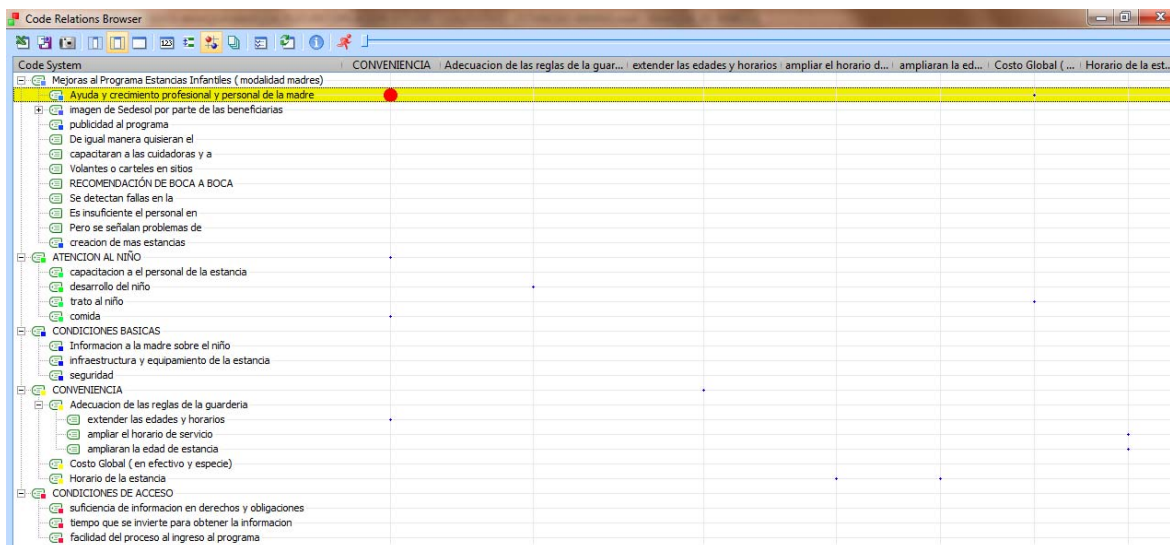 Code Relations Browser
123
Code System CONVENIENCIA Adecuacion de las reglas de la guar... extender las edades y horarios ampliar el horario d... ampliaran la ed... Costo Global ( ... Horario de la est...
Mejoras al Programa Estancias Infantiles ( modalidad madres)
Ayuda y crecimiento profesional y personal de la madre
imagen de Sedesol por parte de las beneficiarias
publicidad al programa
De igual manera quisieran el
capacitaran a las cuidadoras y a
Volantes o carteles en sitios
RECOMENDACIÓN DE BOCA A BOCA
Se detectan fallas en la
Es insuficiente el personal en
Pero se señalan problemas de
creacion de mas estancias
ATENCION AL NIÑO
capacitacion a el personal de la estancia
desarrollo del niño
trato al niño
comida
CONDICIONES BASICAS
Informacion a la madre sobre el niño
infraestructura y equipamiento de la estancia
seguridad
CONVENIENCIA
Adecuacion de las reglas de la guarderia
extender las edades y horarios
ampliar el horario de servicio
ampliaran la edad de estancia
Costo Global ( en efectivo y especie)
Horario de la estancia
CONDICIONES DE ACCESO
suficiencia de informacion en derechos y obligaciones
tiempo que se invierte para obtener la informacion
facilidad del proceso al ingreso al programa